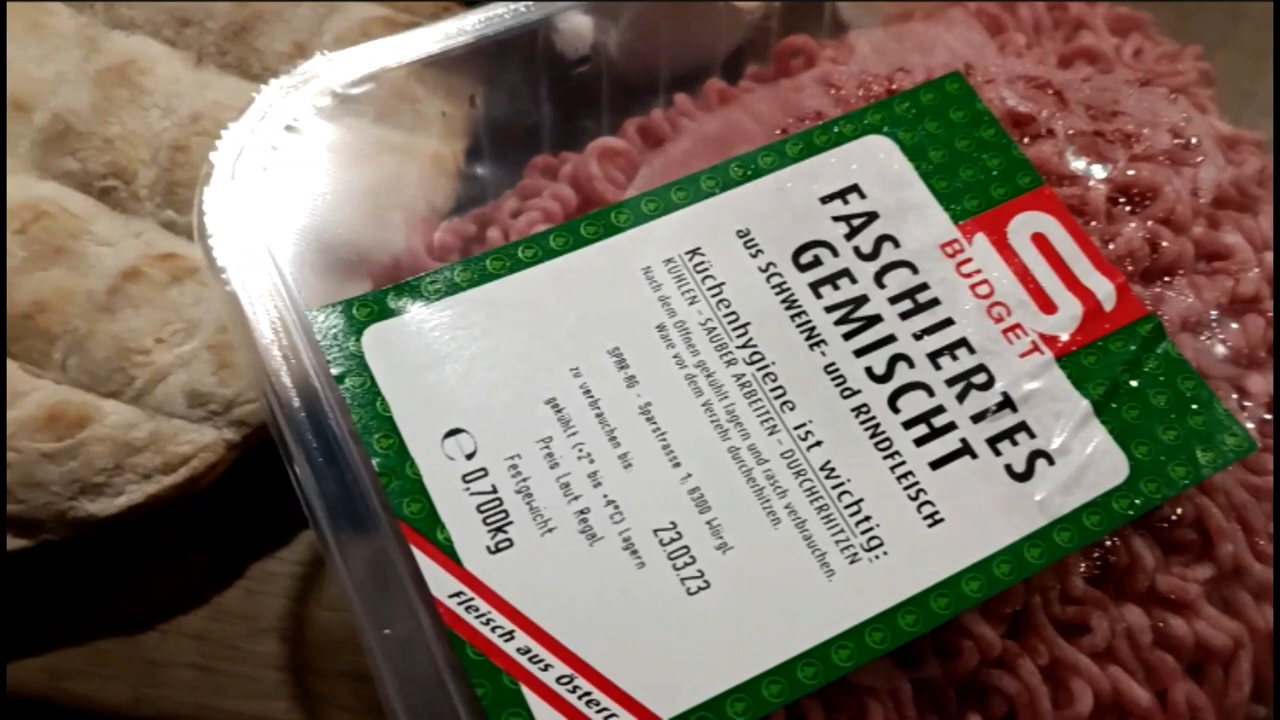 S
BUDGET
FASCHIERTES
GEMISCHT
aus SCHWEINE- und RINDFLEISCH
Küchenhygiene ist wichtig:
KÜHLEN - SAUBER ARBEITEN - DURCHERHITZEN
Nach dem Öffnen gekühlt lagern und rasch verbrauchen.
Ware vor dem Verzehr durcherhitzen.
SPAR-AG - Sparstrasse 1, 6300 Wörgl
zu verbrauchen bis: 23.03.23
gekühlt (+2° bis +4°C) lagern
Preis laut Regal
Festgewicht
℮ 0,700kg
Fleisch aus Österr